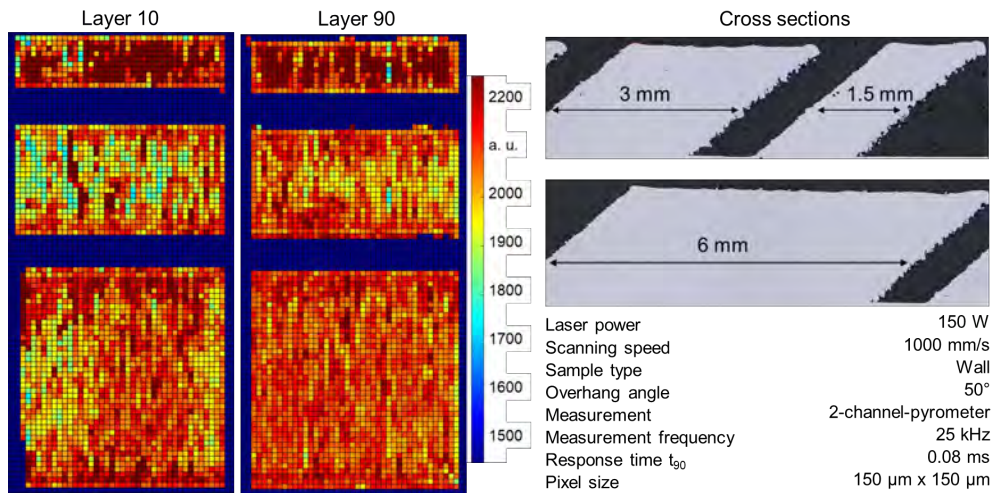 Layer 10
Layer 90
Cross sections
2200
a. u.
2000
1900
1800
1700
1600
1500
3 mm
1.5 mm
6 mm
Laser power 150 W
Scanning speed 1000 mm/s
Sample type Wall
Overhang angle 50°
Measurement 2-channel-pyrometer
Measurement frequency 25 kHz
Response time t90 0.08 ms
Pixel size 150 µm x 150 µm